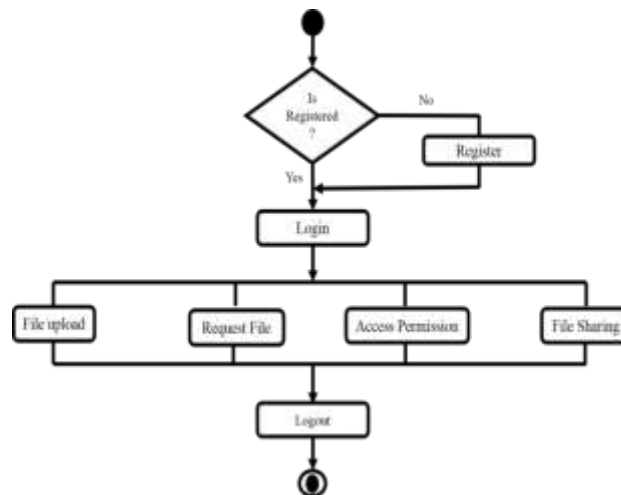 Is
Registered
?
No
Register
Yes
Login
File upload
Request File
Access Permission
File Sharing
Logout